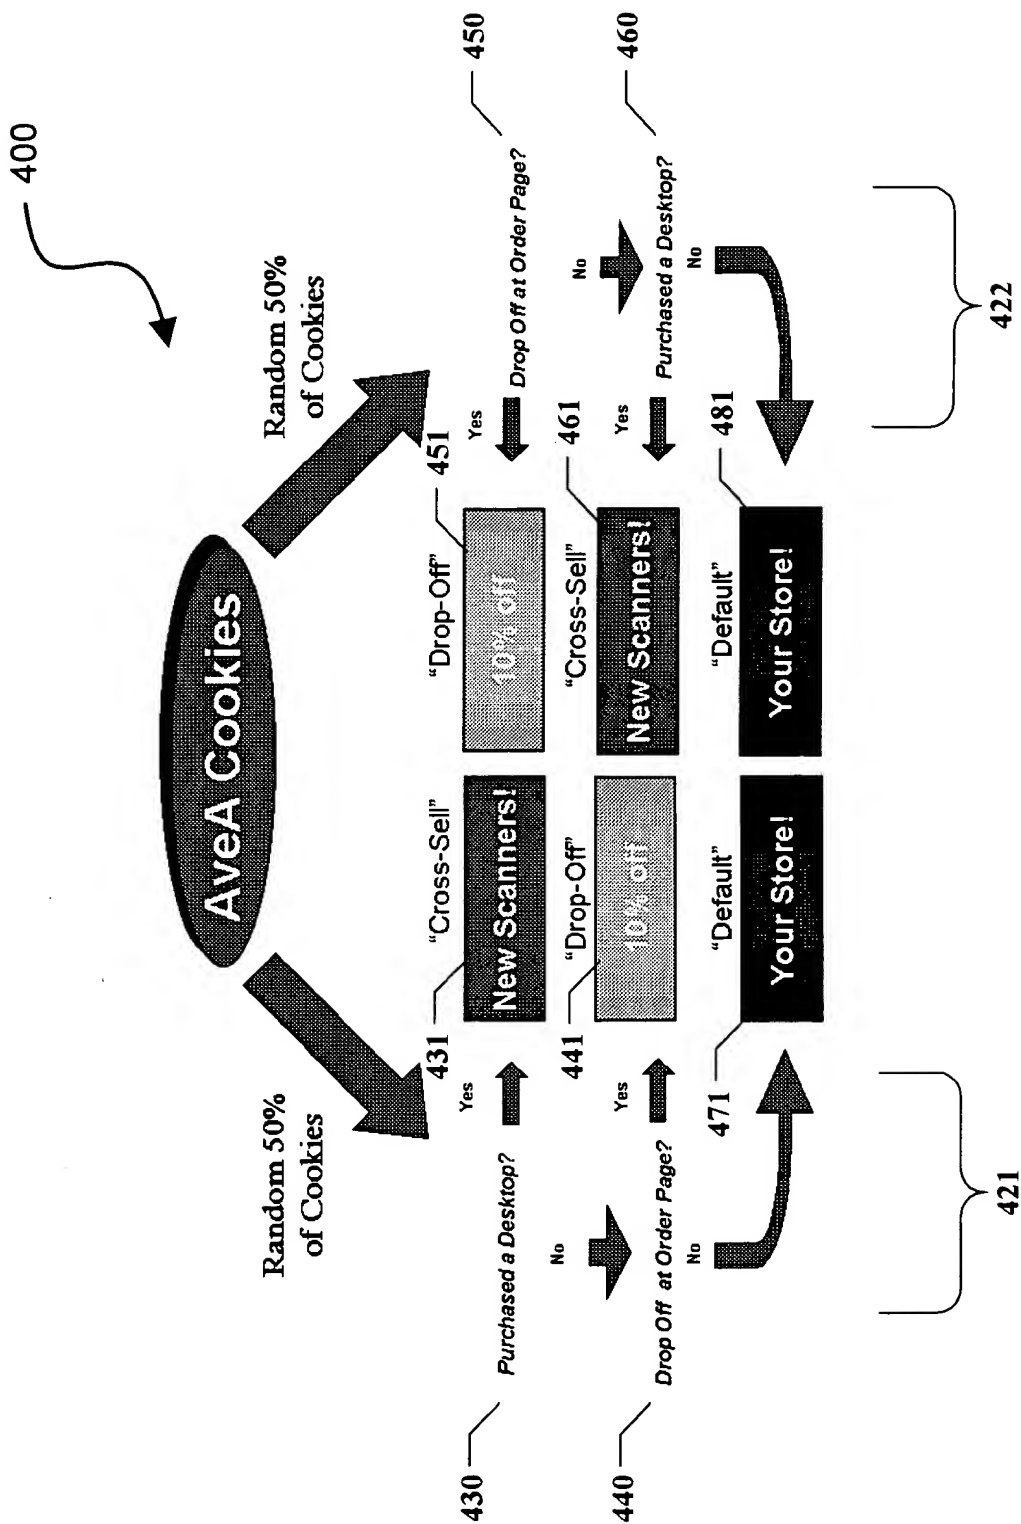 400
AveA Cookies
Random 50%
of Cookies
Random 50%
of Cookies
430
Purchased a Desktop?
Yes
431
"Cross-Sell"
New Scanners!
No
440
Drop Off at Order Page?
Yes
441
"Drop-Off"
10% off
No
471
"Default"
Your Store!
421
450
Drop Off at Order Page?
Yes
451
"Drop-Off"
10% off
No
460
Purchased a Desktop?
Yes
461
"Cross-Sell"
New Scanners!
No
481
"Default"
Your Store!
422